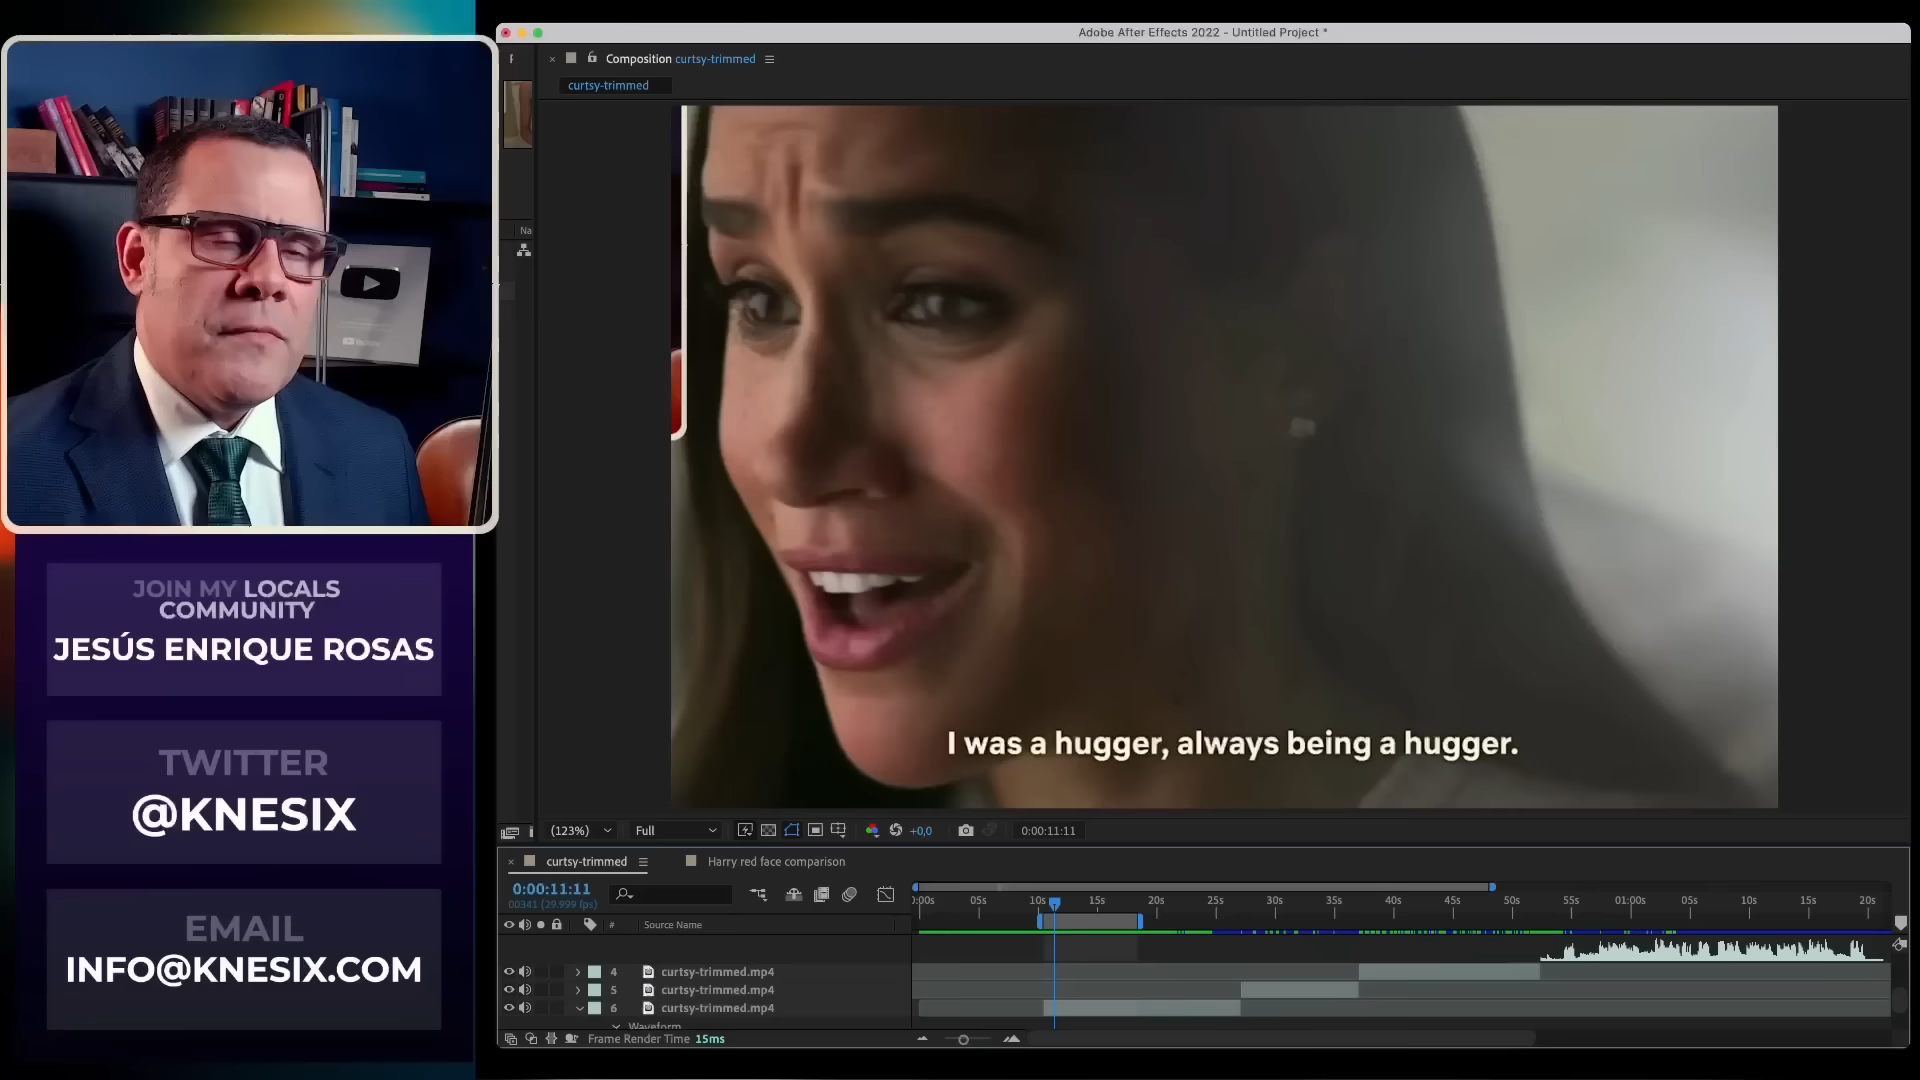 Adobe After Effects 2022 - Untitled Project *
Composition curtsy-trimmed
curtsy-trimmed
Na
JOIN MY LOCALS
COMMUNITY
JESÚS ENRIQUE ROSAS
TWITTER
@KNESIX
EMAIL
INFO@KNESIX.COM
I was a hugger, always being a hugger.
(123%)
Full
+0,0
0:00:11:11
curtsy-trimmed
Harry red face comparison
0:00:11:11
00341 (29.999 fps)
):00s 05s 10s 15s 20s 25s 30s 35s 40s 45s 50s 55s 01:00s 05s 10s 15s 20s
# Source Name
4 curtsy-trimmed.mp4
5 curtsy-trimmed.mp4
6 curtsy-trimmed.mp4
Waveform
Frame Render Time 15ms